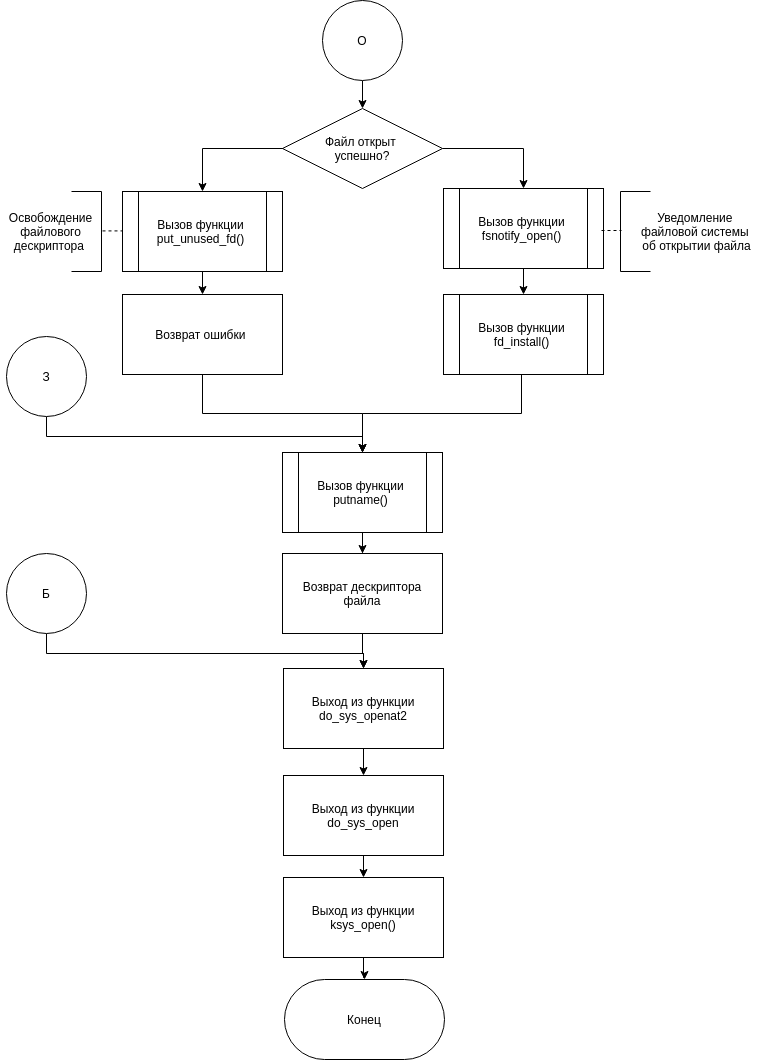 О
Файл открыт
успешно?
Освобождение
файлового
дескриптора
Вызов функции
put_unused_fd()
Вызов функции
fsnotify_open()
Уведомление
файловой системы
об открытии файла
Возврат ошибки
Вызов функции
fd_install()
З
Вызов функции
putname()
Возврат дескриптора
файла
Б
Выход из функции
do_sys_openat2
Выход из функции
do_sys_open
Выход из функции
ksys_open()
Конец